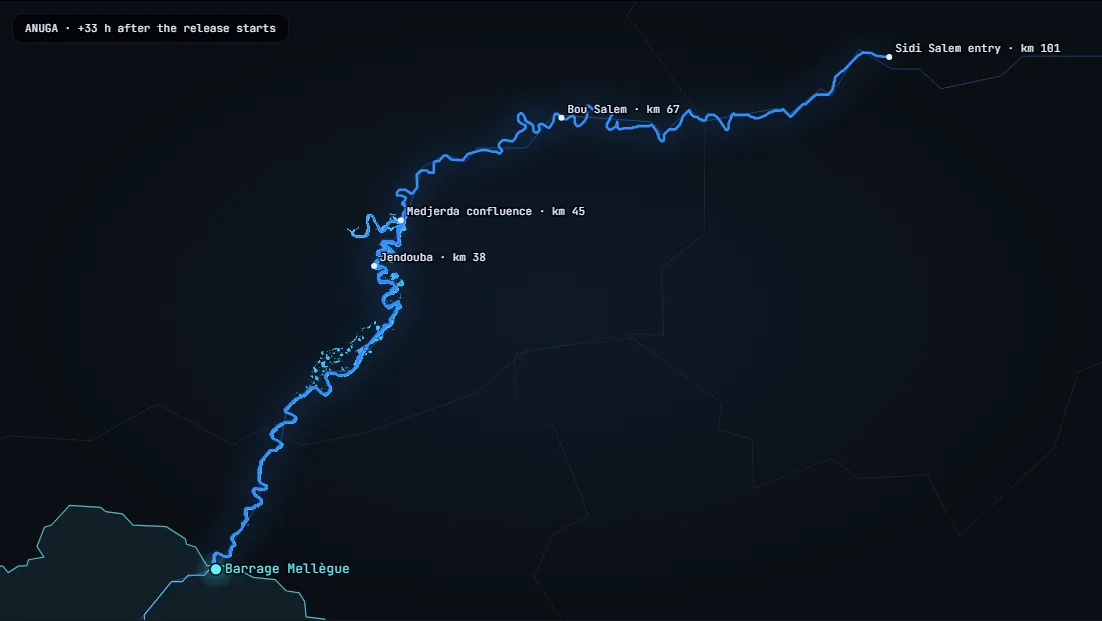 ANUGA · +33 h after the release starts
Sidi Salem entry · km 101
Bou Salem · km 67
Medjerda confluence · km 45
Jendouba · km 38
Barrage Mellègue